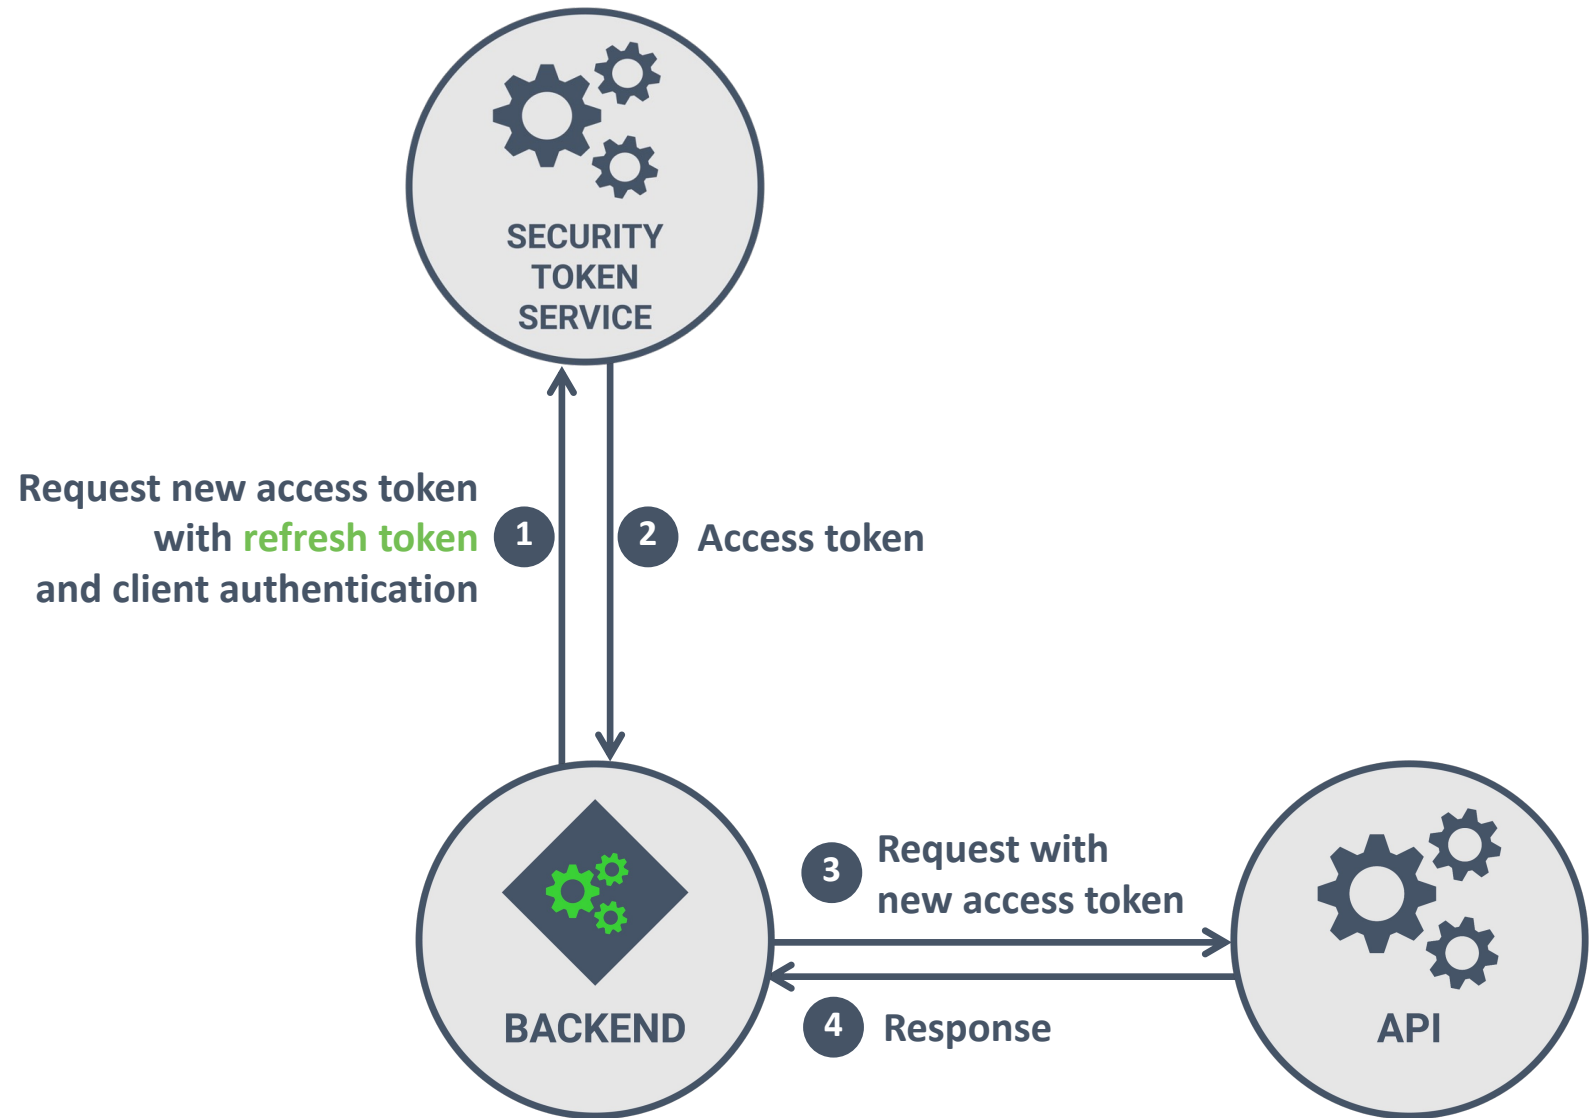 SECURITY
TOKEN
SERVICE
Request new access token
with refresh token
and client authentication
1
2
Access token
3
Request with
new access token
4
Response
BACKEND
API